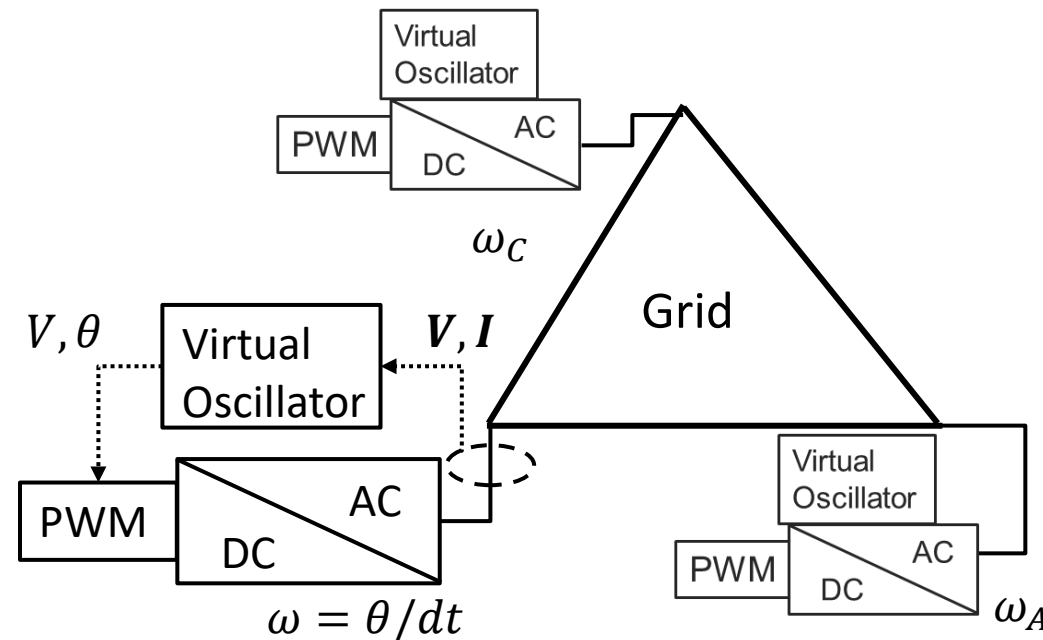 Virtual
Oscillator
PWM
AC
DC
ω_C
Grid
V, θ
Virtual
Oscillator
V, I
PWM
AC
DC
ω = θ/dt
Virtual
Oscillator
PWM
AC
DC
ω_A